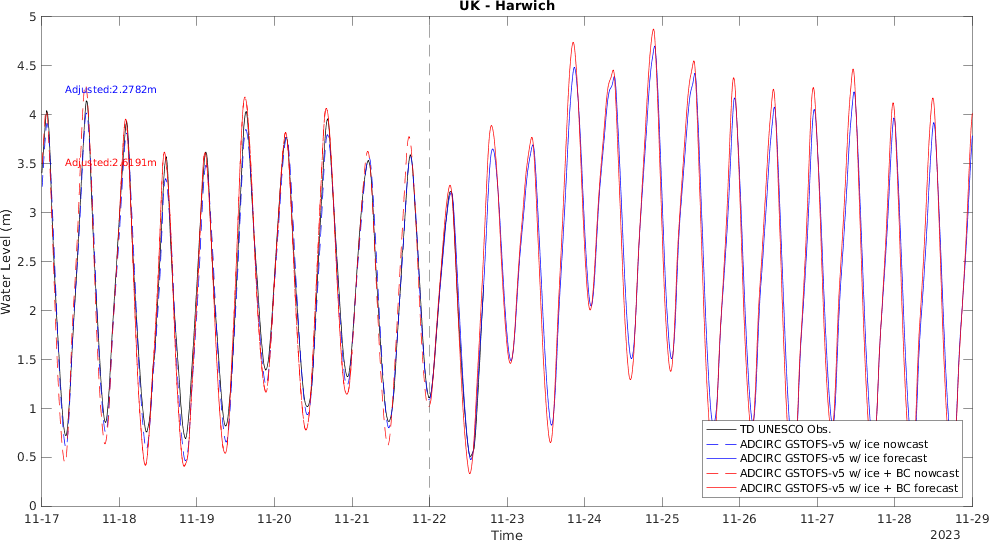 UK - Harwich
5
4.5
4
3.5
3
2.5
2
1.5
1
0.5
0
Water Level (m)
Adjusted:2.2782m
Adjusted:2.6191m
TD UNESCO Obs.
ADCIRC GSTOFS-v5 w/ ice nowcast
ADCIRC GSTOFS-v5 w/ ice forecast
ADCIRC GSTOFS-v5 w/ ice + BC nowcast
ADCIRC GSTOFS-v5 w/ ice + BC forecast
11-17 11-18 11-19 11-20 11-21 11-22 11-23 11-24 11-25 11-26 11-27 11-28 11-29
Time
2023